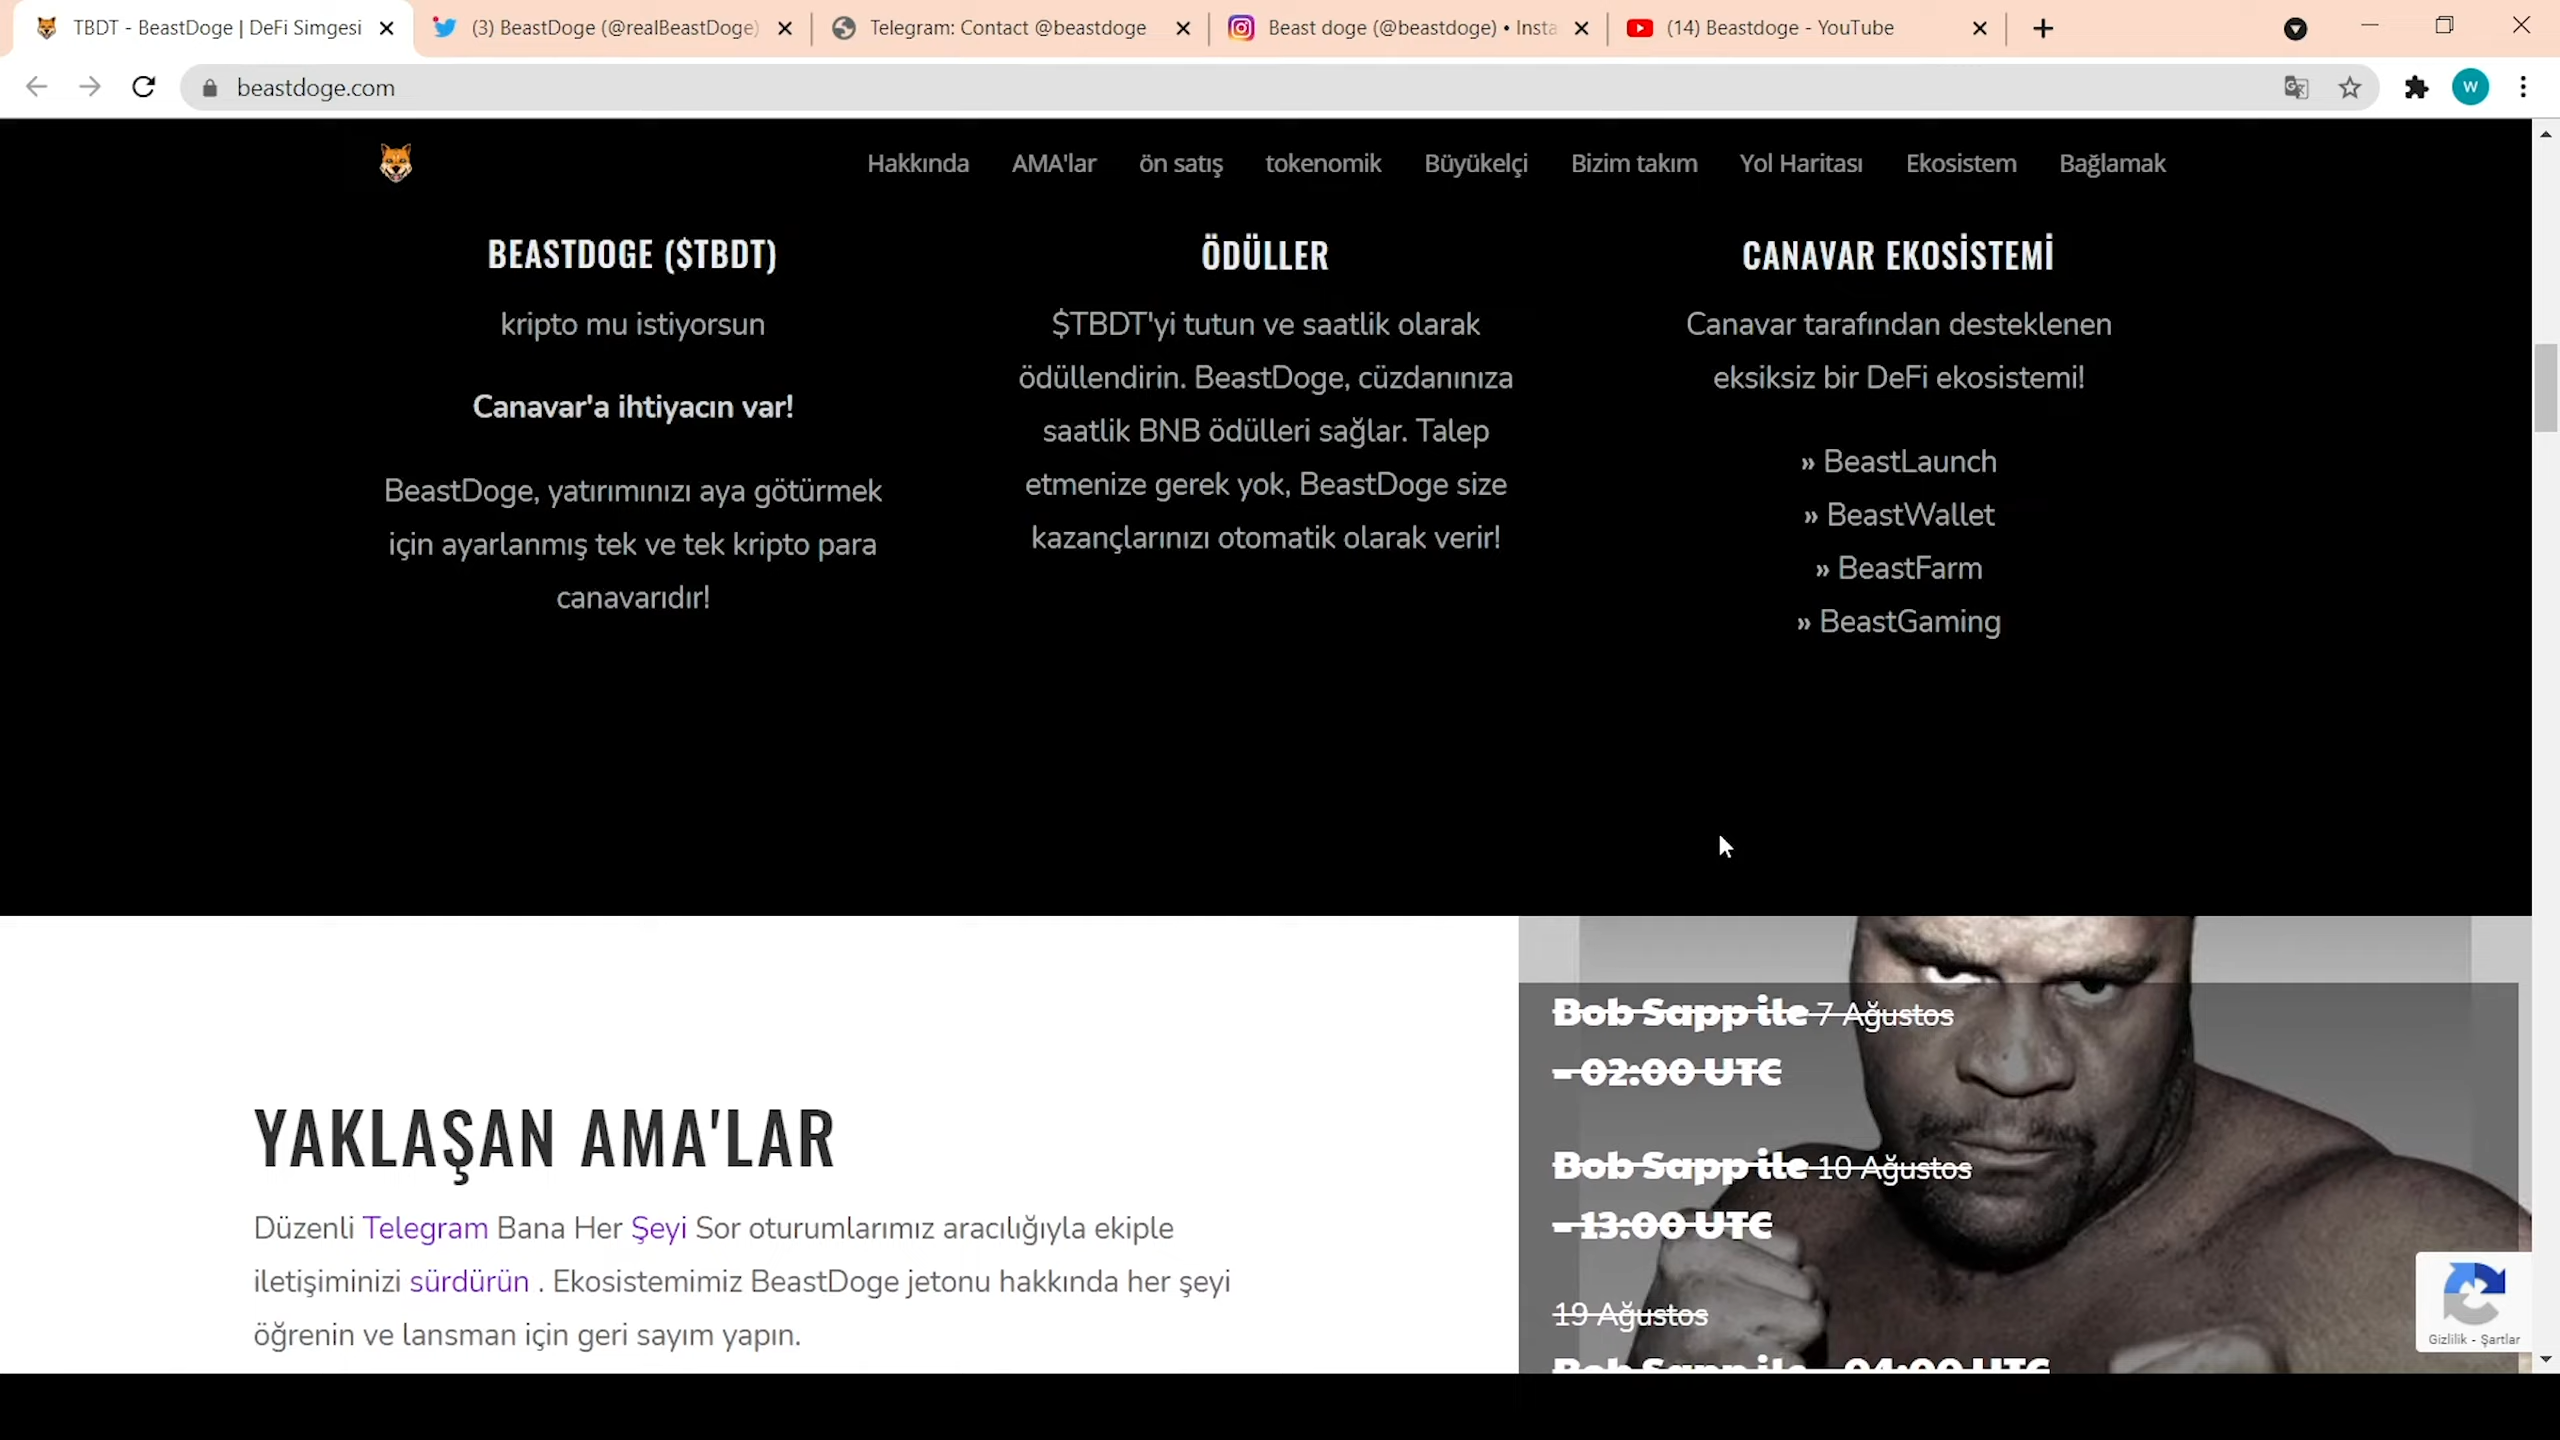 TBDT - BeastDoge | DeFi Simgesi
(3) BeastDoge (@realBeastDoge)
Telegram: Contact @beastdoge
Beast doge (@beastdoge) • Insta
(14) Beastdoge - YouTube
beastdoge.com
W
Hakkında AMA'lar ön satış tokenomik Büyükelçi Bizim takım Yol Haritası Ekosistem Bağlamak
BEASTDOGE ($TBDT)
kripto mu istiyorsun
Canavar'a ihtiyacın var!
BeastDoge, yatırımınızı aya götürmek
için ayarlanmış tek ve tek kripto para
canavarıdır!
ÖDÜLLER
$TBDT'yi tutun ve saatlik olarak
ödüllendirin. BeastDoge, cüzdanınıza
saatlik BNB ödülleri sağlar. Talep
etmenize gerek yok, BeastDoge size
kazançlarınızı otomatik olarak verir!
CANAVAR EKOSİSTEMİ
Canavar tarafından desteklenen
eksiksiz bir DeFi ekosistemi!
» BeastLaunch
» BeastWallet
» BeastFarm
» BeastGaming
YAKLAŞAN AMA'LAR
Düzenli Telegram Bana Her Şeyi Sor oturumlarımız aracılığıyla ekiple
iletişiminizi sürdürün . Ekosistemimiz BeastDoge jetonu hakkında her şeyi
öğrenin ve lansman için geri sayım yapın.
Bob Sapp ile 7 Ağustos
- 02:00 UTC
Bob Sapp ile 10 Ağustos
- 13:00 UTC
19 Ağustos
Bob Sapp ile - 04:00 UTC
Gizlilik - Şartlar